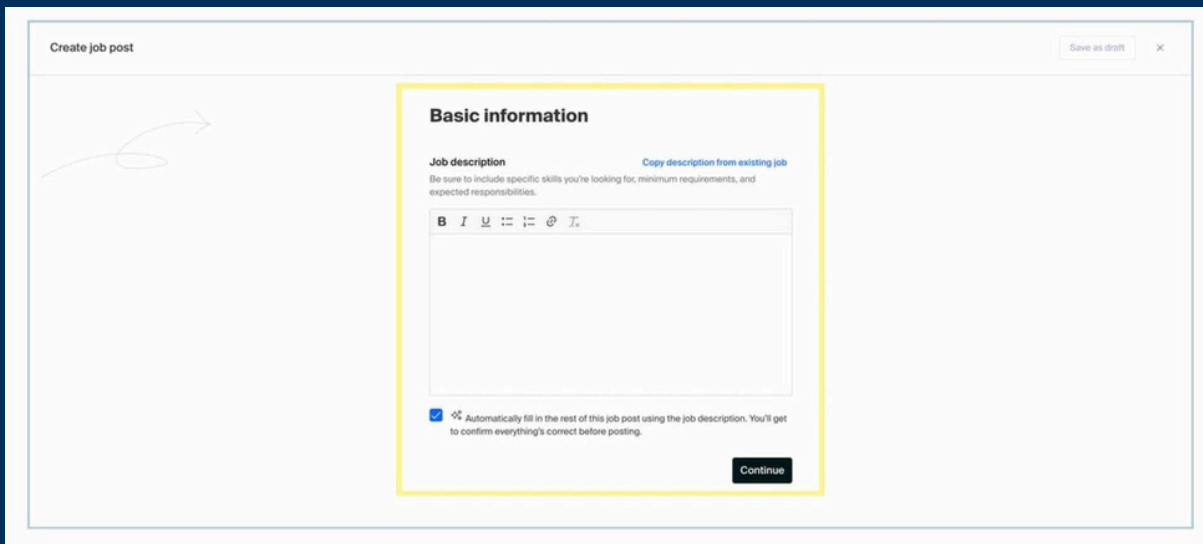 Create job post
Save as draft
Basic information
Job description
Copy description from existing job
Be sure to include specific skills you're looking for, minimum requirements, and
expected responsibilities.
B I U
Automatically fill in the rest of this job post using the job description. You'll get
to confirm everything's correct before posting.
Continue